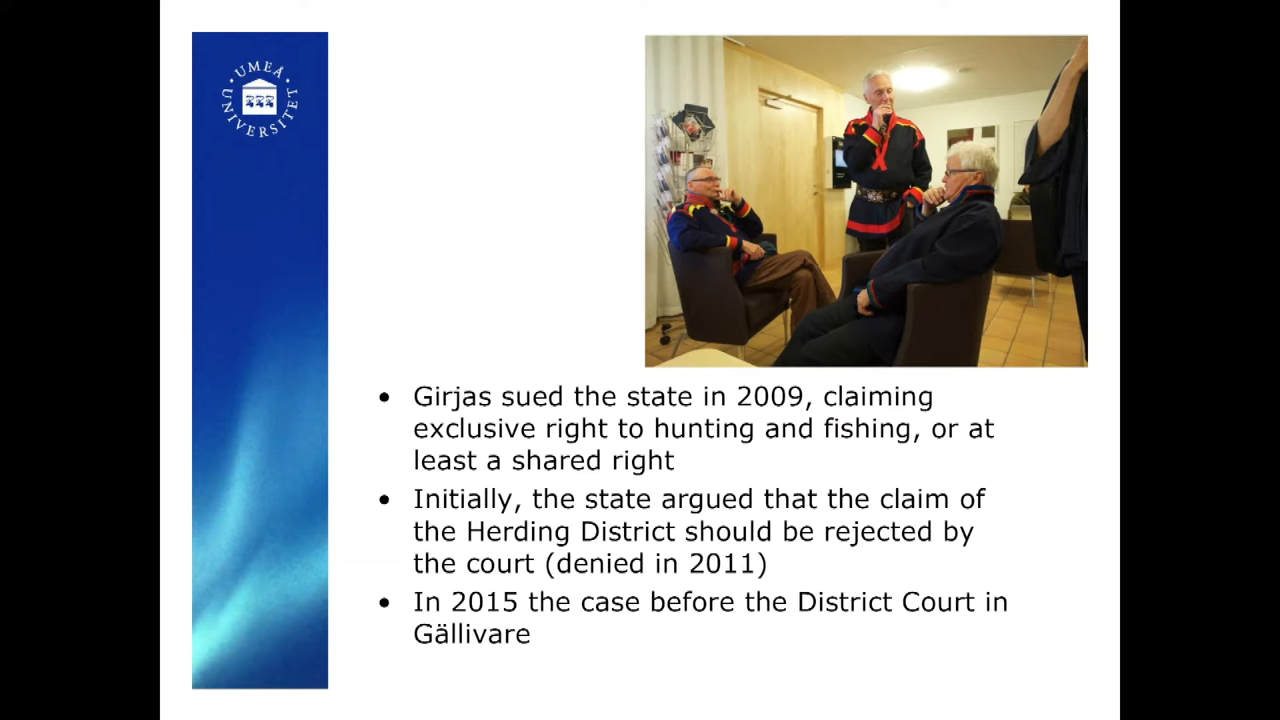 UMEÅ
UNIVERSITET
• Girjas sued the state in 2009, claiming
exclusive right to hunting and fishing, or at
least a shared right
• Initially, the state argued that the claim of
the Herding District should be rejected by
the court (denied in 2011)
• In 2015 the case before the District Court in
Gällivare